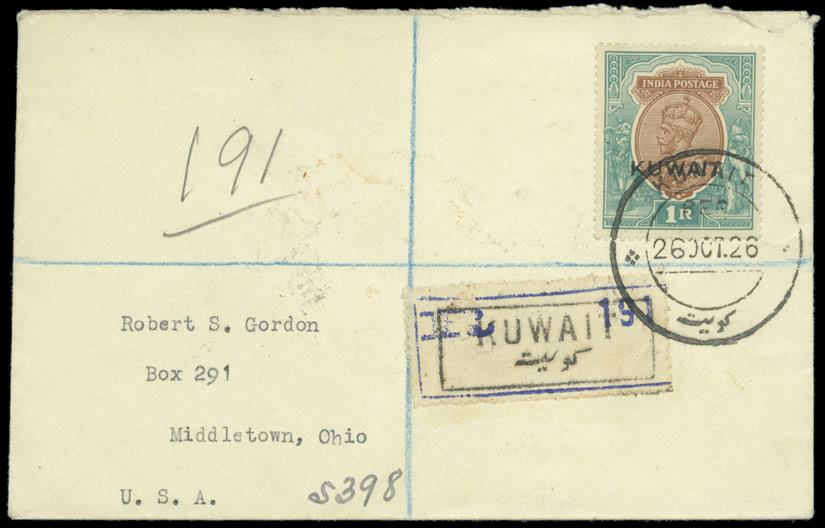 INDIA POSTAGE
KUWAIT
1R
REG
26 OCT.26
كويت
191
R 191
KUWAIT
كويت
Robert S. Gordon
Box 291
Middletown, Ohio
U. S. A.
S398